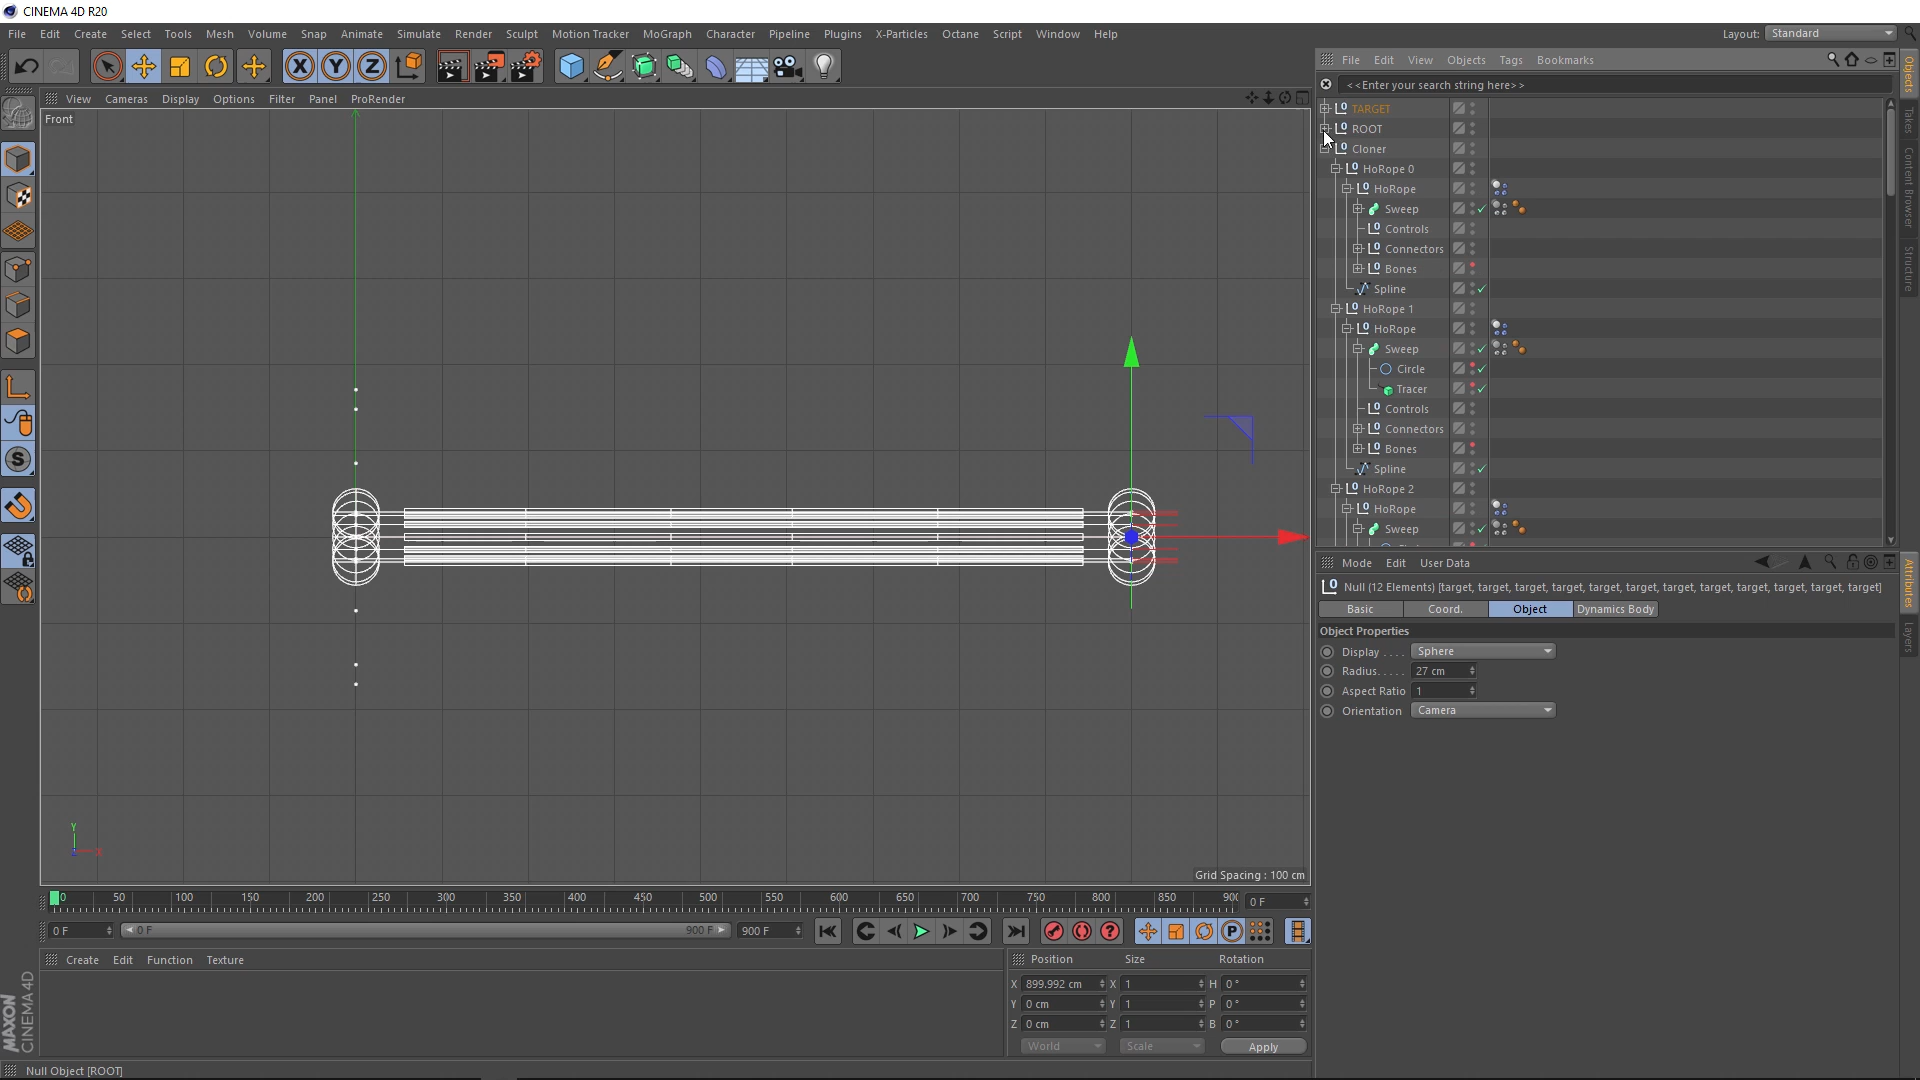 CINEMA 4D R20
File Edit Create Select Tools Mesh Volume Snap Animate Simulate Render Sculpt Motion Tracker MoGraph Character Pipeline Plugins X-Particles Octane Script Window Help Layout: Standard
File Edit View Objects Tags Bookmarks
<<Enter your search string here>>
View Cameras Display Options Filter Panel ProRender
Front
TARGET
ROOT
Cloner
HoRope 0
HoRope
Sweep
Controls
Connectors
Bones
Spline
HoRope 1
HoRope
Sweep
Circle
Tracer
Controls
Connectors
Bones
Spline
HoRope 2
HoRope
Sweep
Objects
Takes
Content Browser
Structure
Mode Edit User Data
Null (12 Elements) [target, target, target, target, target, target, target, target, target, target, target, target]
Basic Coord. Object Dynamics Body
Object Properties
Display . . . . Sphere
Radius. . . . . 27 cm
Aspect Ratio 1
Orientation Camera
Attributes
Layers
Y
X
Z
Grid Spacing : 100 cm
0 50 100 150 200 250 300 350 400 450 500 550 600 650 700 750 800 850 90 0 F
0 F 0 F 900 F 900 F
Create Edit Function Texture
Position Size Rotation
X 899.992 cm X 1 H 0 °
Y 0 cm Y 1 P 0 °
Z 0 cm Z 1 B 0 °
World Scale Apply
MAXON CINEMA 4D
Null Object [ROOT]